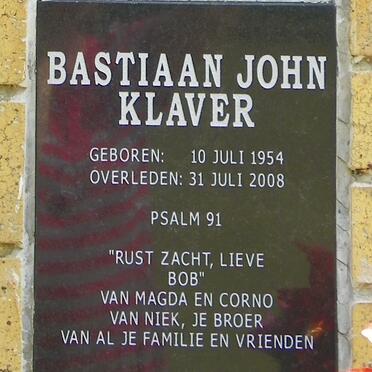 BASTIAAN JOHN
KLAVER
GEBOREN: 10 JULI 1954
OVERLEDEN: 31 JULI 2008
PSALM 91
"RUST ZACHT, LIEVE
BOB"
VAN MAGDA EN CORNO
VAN NIEK, JE BROER
VAN AL JE FAMILIE EN VRIENDEN